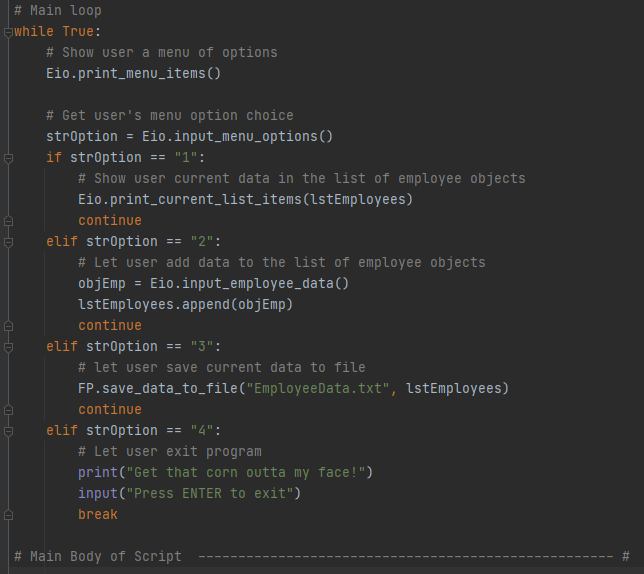 # Main loop
while True:
    # Show user a menu of options
    Eio.print_menu_items()

    # Get user's menu option choice
    strOption = Eio.input_menu_options()
    if strOption == "1":
        # Show user current data in the list of employee objects
        Eio.print_current_list_items(lstEmployees)
        continue
    elif strOption == "2":
        # Let user add data to the list of employee objects
        objEmp = Eio.input_employee_data()
        lstEmployees.append(objEmp)
        continue
    elif strOption == "3":
        # let user save current data to file
        FP.save_data_to_file("EmployeeData.txt", lstEmployees)
        continue
    elif strOption == "4":
        # Let user exit program
        print("Get that corn outta my face!")
        input("Press ENTER to exit")
        break

# Main Body of Script  ---------------------------------------------------- #